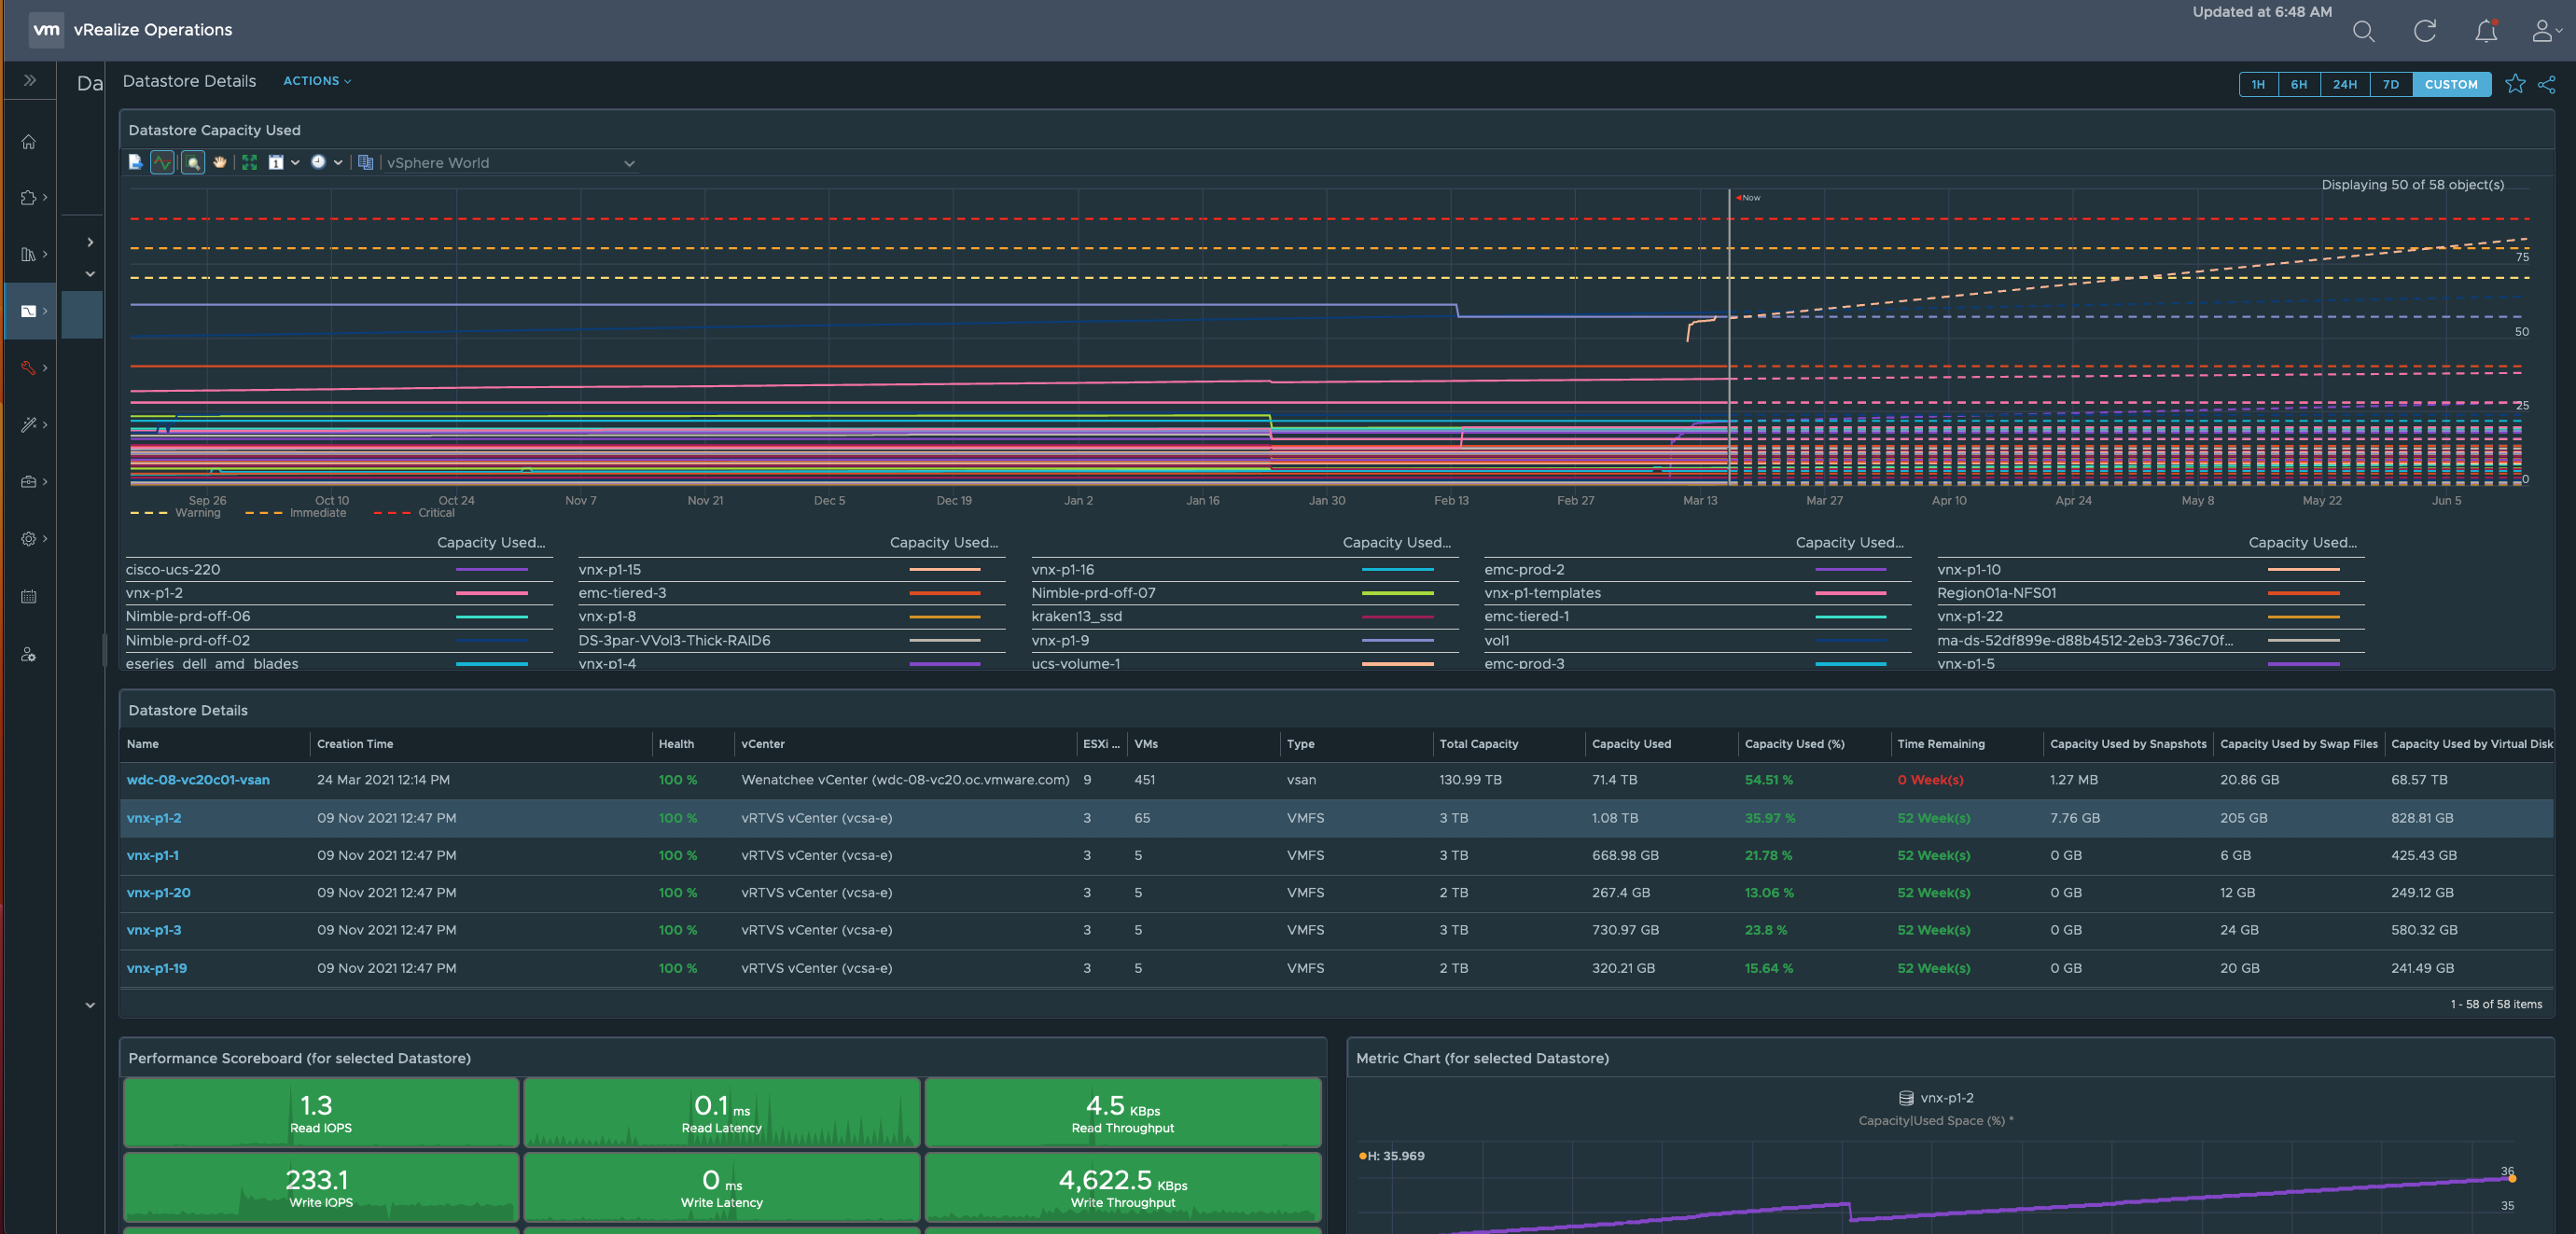 Updated at 6:48 AM
vm vRealize Operations
Da
Datastore Details ACTIONS
1H 6H 24H 7D CUSTOM
Datastore Capacity Used
1 vSphere World
Displaying 50 of 58 object(s)
Now
75
50
25
0
Sep 26 Oct 10 Oct 24 Nov 7 Nov 21 Dec 5 Dec 19 Jan 2 Jan 16 Jan 30 Feb 13 Feb 27 Mar 13 Mar 27 Apr 10 Apr 24 May 8 May 22 Jun 5
Warning Immediate Critical
Capacity Used... Capacity Used... Capacity Used... Capacity Used... Capacity Used...
cisco-ucs-220 vnx-p1-15 vnx-p1-16 emc-prod-2 vnx-p1-10
vnx-p1-2 emc-tiered-3 Nimble-prd-off-07 vnx-p1-templates Region01a-NFS01
Nimble-prd-off-06 vnx-p1-8 kraken13_ssd emc-tiered-1 vnx-p1-22
Nimble-prd-off-02 DS-3par-VVol3-Thick-RAID6 vnx-p1-9 vol1 ma-ds-52df899e-d88b4512-2eb3-736c70f...
eseries_dell_amd_blades vnx-p1-4 ucs-volume-1 emc-prod-3 vnx-p1-5
Datastore Details
Name Creation Time Health vCenter ESXi ... VMs Type Total Capacity Capacity Used Capacity Used (%) Time Remaining Capacity Used by Snapshots Capacity Used by Swap Files Capacity Used by Virtual Disk
wdc-08-vc20c01-vsan 24 Mar 2021 12:14 PM 100 % Wenatchee vCenter (wdc-08-vc20.oc.vmware.com) 9 451 vsan 130.99 TB 71.4 TB 54.51 % 0 Week(s) 1.27 MB 20.86 GB 68.57 TB
vnx-p1-2 09 Nov 2021 12:47 PM 100 % vRTVS vCenter (vcsa-e) 3 65 VMFS 3 TB 1.08 TB 35.97 % 52 Week(s) 7.76 GB 205 GB 828.81 GB
vnx-p1-1 09 Nov 2021 12:47 PM 100 % vRTVS vCenter (vcsa-e) 3 5 VMFS 3 TB 668.98 GB 21.78 % 52 Week(s) 0 GB 6 GB 425.43 GB
vnx-p1-20 09 Nov 2021 12:47 PM 100 % vRTVS vCenter (vcsa-e) 3 5 VMFS 2 TB 267.4 GB 13.06 % 52 Week(s) 0 GB 12 GB 249.12 GB
vnx-p1-3 09 Nov 2021 12:47 PM 100 % vRTVS vCenter (vcsa-e) 3 5 VMFS 3 TB 730.97 GB 23.8 % 52 Week(s) 0 GB 24 GB 580.32 GB
vnx-p1-19 09 Nov 2021 12:47 PM 100 % vRTVS vCenter (vcsa-e) 3 5 VMFS 2 TB 320.21 GB 15.64 % 52 Week(s) 0 GB 20 GB 241.49 GB
1 - 58 of 58 items
Performance Scoreboard (for selected Datastore)
1.3
Read IOPS
0.1 ms
Read Latency
4.5 KBps
Read Throughput
233.1
Write IOPS
0 ms
Write Latency
4,622.5 KBps
Write Throughput
Metric Chart (for selected Datastore)
vnx-p1-2
Capacity|Used Space (%) *
H: 35.969
36
35